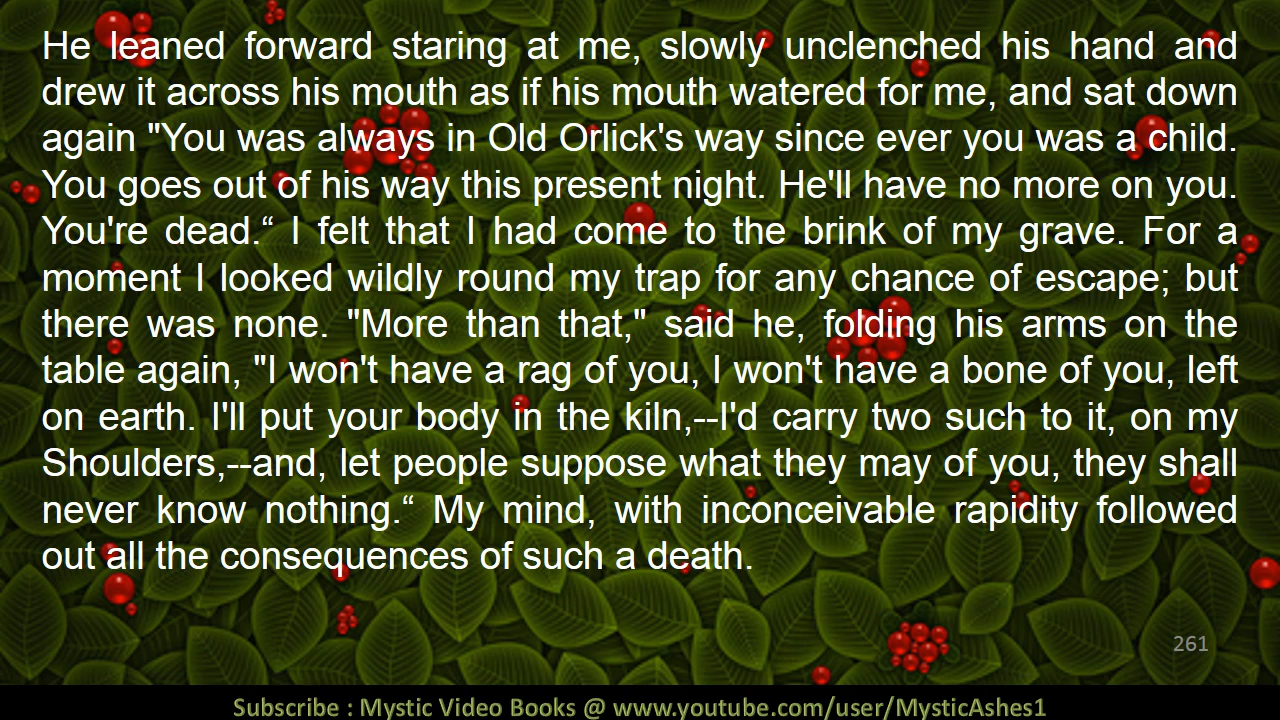 He leaned forward staring at me, slowly unclenched his hand and
drew it across his mouth as if his mouth watered for me, and sat down
again "You was always in Old Orlick's way since ever you was a child.
You goes out of his way this present night. He'll have no more on you.
You're dead.“ I felt that I had come to the brink of my grave. For a
moment I looked wildly round my trap for any chance of escape; but
there was none. "More than that," said he, folding his arms on the
table again, "I won't have a rag of you, I won't have a bone of you, left
on earth. I'll put your body in the kiln,--I'd carry two such to it, on my
Shoulders,--and, let people suppose what they may of you, they shall
never know nothing.“ My mind, with inconceivable rapidity followed
out all the consequences of such a death.
261
Subscribe : Mystic Video Books @ www.youtube.com/user/MysticAshes1